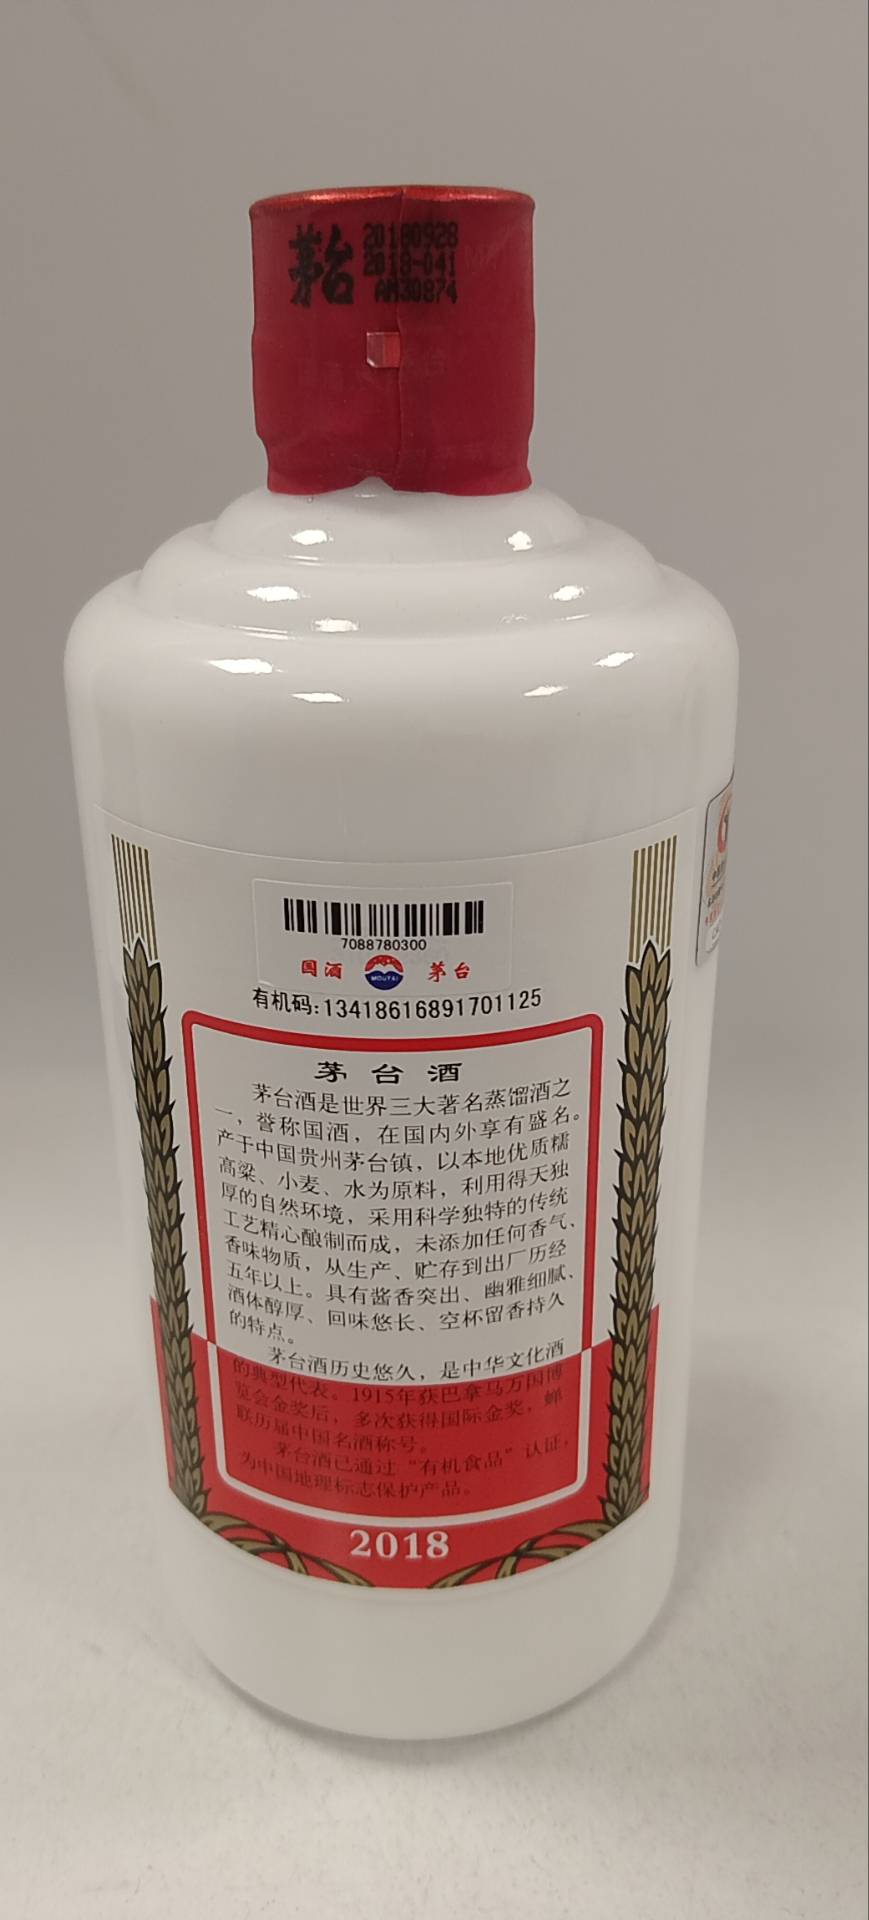 茅台
20180928
2018-041
AM30874
7088780300
国酒
MOUTAI
茅台
有机码:13418616891701125
茅台酒
茅台酒是世界三大著名蒸馏酒之
一，誉称国酒，在国内外享有盛名。
产于中国贵州茅台镇，以本地优质糯
高粱、小麦、水为原料，利用得天独
厚的自然环境，采用科学独特的传统
工艺精心酿制而成，未添加任何香气、
香味物质，从生产、贮存到出厂历经
五年以上。具有酱香突出、幽雅细腻、
酒体醇厚、回味悠长、空杯留香持久
的特点。
茅台酒历史悠久，是中华文化酒
的典型代表。1915年获巴拿马万国博
览会金奖后，多次获得国际金奖，蝉
联历届中国名酒称号。
茅台酒已通过“有机食品”认证，
为中国地理标志保护产品。
2018